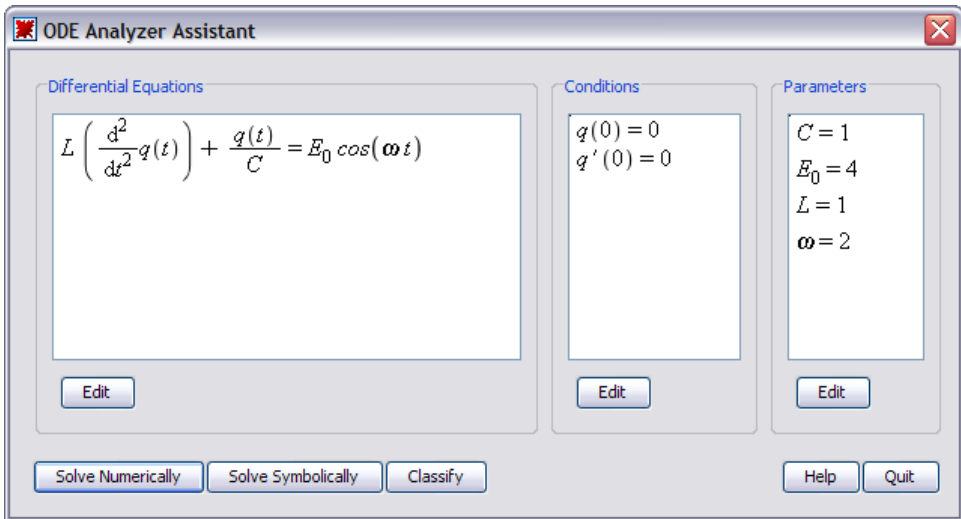 ODE Analyzer Assistant
Differential Equations
L ( d²/dt² q(t) ) + q(t)/C = E₀ cos(ω t)
Edit
Conditions
q(0) = 0
q ′ (0) = 0
Edit
Parameters
C = 1
E₀ = 4
L = 1
ω = 2
Edit
Solve Numerically Solve Symbolically Classify Help Quit